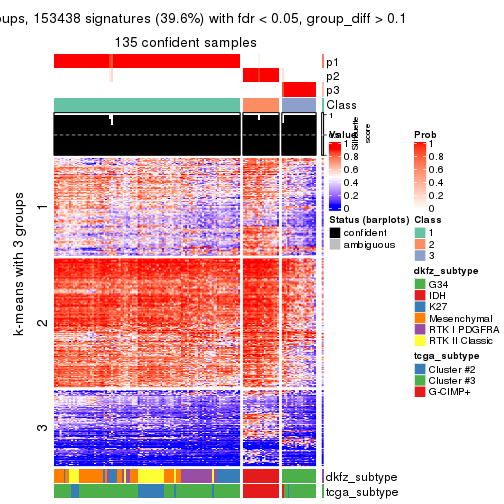 oups, 153438 signatures (39.6%) with fdr < 0.05, group_diff > 0.1
135 confident samples
p1
p2
p3
Class
1
Silhouette
score
k-means with 3 groups
1
2
3
dkfz_subtype
tcga_subtype
Value
1
0.8
0.6
0.4
0.2
0
Status (barplots)
confident
ambiguous
Prob
1
0.8
0.6
0.4
0.2
0
Class
1
2
3
dkfz_subtype
G34
IDH
K27
Mesenchymal
RTK I PDGFRA
RTK II Classic
tcga_subtype
Cluster #2
Cluster #3
G-CIMP+